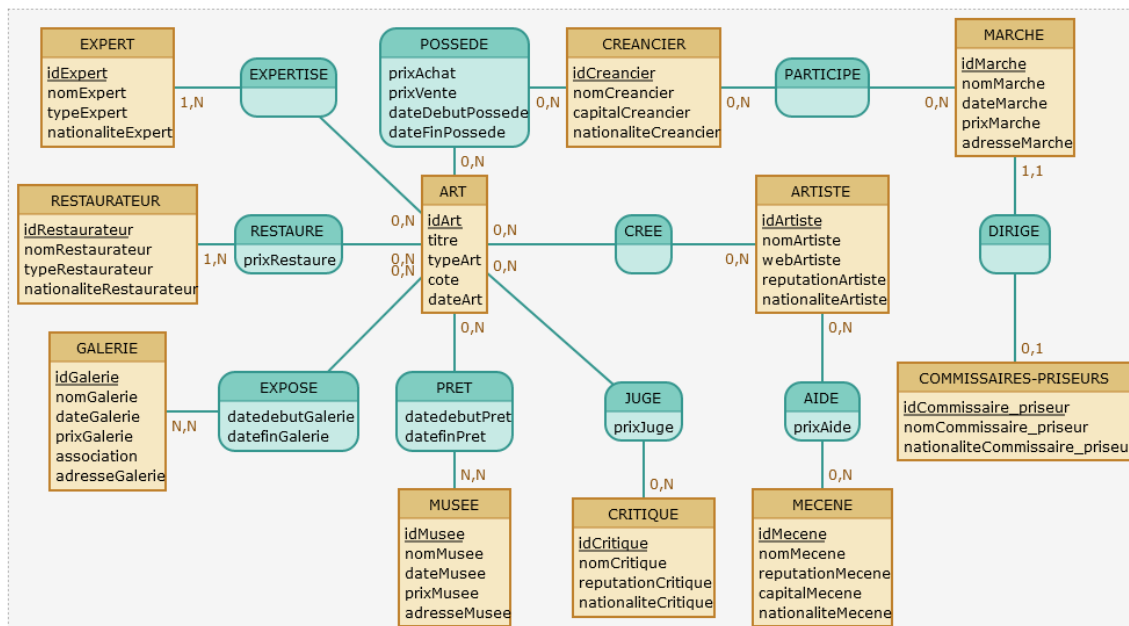 EXPERT
idExpert
nomExpert
typeExpert
nationaliteExpert
1,N
EXPERTISE
POSSEDE
prixAchat
prixVente
dateDebutPossede
dateFinPossede
0,N
0,N
CREANCIER
idCreancier
nomCreancier
capitalCreancier
nationaliteCreancier
0,N
PARTICIPE
0,N
MARCHE
idMarche
nomMarche
dateMarche
prixMarche
adresseMarche
1,1
RESTAURATEUR
idRestaurateur
nomRestaurateur
typeRestaurateur
nationaliteRestaurateur
1,N
RESTAURE
prixRestaure
0,N
0,N
0,N
ART
idArt
titre
typeArt
cote
dateArt
0,N
0,N
0,N
CREE
0,N
ARTISTE
idArtiste
nomArtiste
webArtiste
reputationArtiste
nationaliteArtiste
0,N
DIRIGE
0,1
GALERIE
idGalerie
nomGalerie
dateGalerie
prixGalerie
association
adresseGalerie
N,N
EXPOSE
datedebutGalerie
datefinGalerie
PRET
datedebutPret
datefinPret
N,N
JUGE
prixJuge
0,N
AIDE
prixAide
0,N
COMMISSAIRES-PRISEURS
idCommissaire_priseur
nomCommissaire_priseur
nationaliteCommissaire_priseu
MUSEE
idMusee
nomMusee
dateMusee
prixMusee
adresseMusee
CRITIQUE
idCritique
nomCritique
reputationCritique
nationaliteCritique
MECENE
idMecene
nomMecene
reputationMecene
capitalMecene
nationaliteMecene